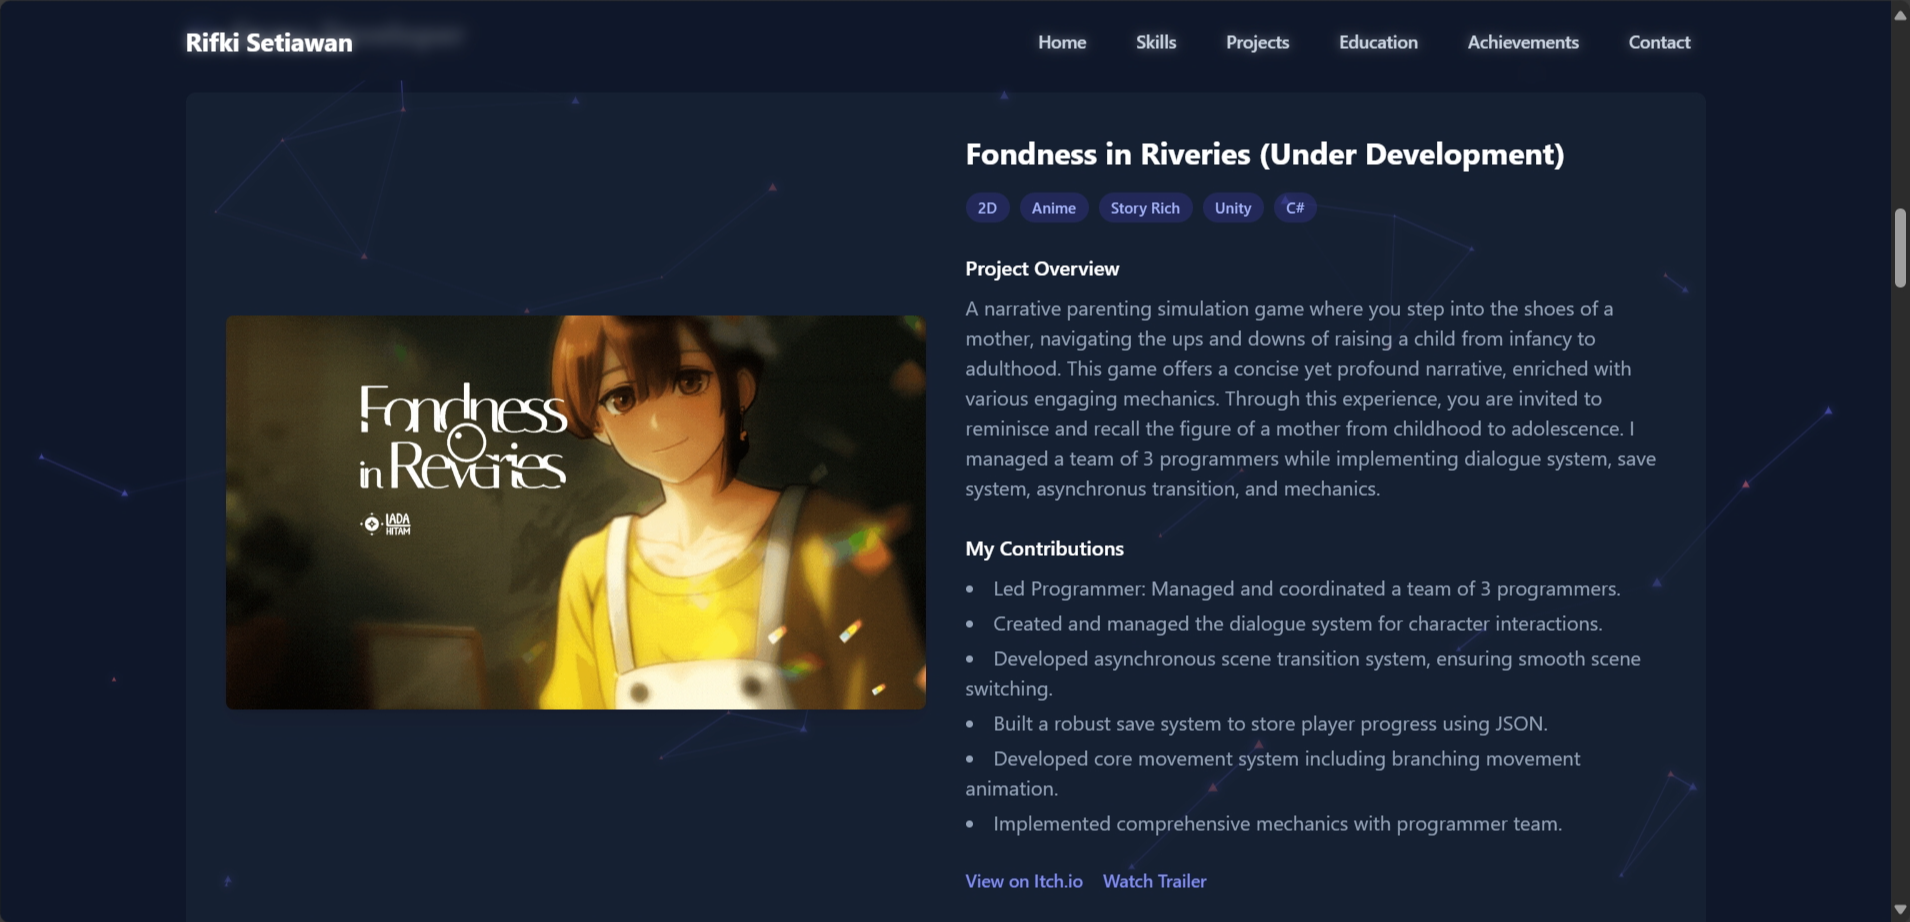 Rifki Setiawan
Home Skills Projects Education Achievements Contact
Fondness
in Reveries
LADA
HITAM
Fondness in Riveries (Under Development)
2D Anime Story Rich Unity C#
Project Overview
A narrative parenting simulation game where you step into the shoes of a
mother, navigating the ups and downs of raising a child from infancy to
adulthood. This game offers a concise yet profound narrative, enriched with
various engaging mechanics. Through this experience, you are invited to
reminisce and recall the figure of a mother from childhood to adolescence. I
managed a team of 3 programmers while implementing dialogue system, save
system, asynchronus transition, and mechanics.
My Contributions
• Led Programmer: Managed and coordinated a team of 3 programmers.
• Created and managed the dialogue system for character interactions.
• Developed asynchronous scene transition system, ensuring smooth scene
switching.
• Built a robust save system to store player progress using JSON.
• Developed core movement system including branching movement
animation.
• Implemented comprehensive mechanics with programmer team.
View on Itch.io Watch Trailer